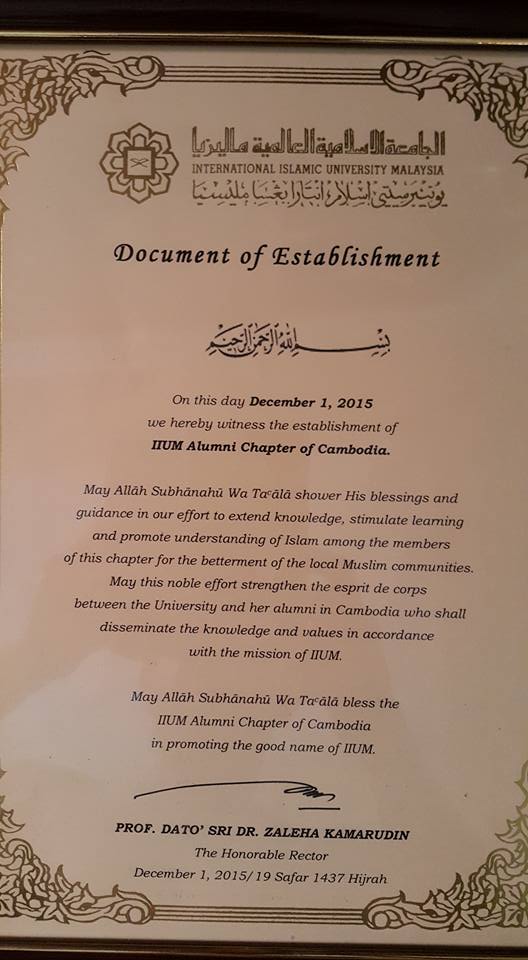 الجامعة الإسلامية العالمية ماليزيا
INTERNATIONAL ISLAMIC UNIVERSITY MALAYSIA
يونيۏرسيتي اسلام انتارابڠسا مليسيا
Document of Establishment
بسم الله الرحمن الرحيم
On this day December 1, 2015
we hereby witness the establishment of
IIUM Alumni Chapter of Cambodia.
May Allāh Subhānahū Wa Taᶜālā shower His blessings and
guidance in our effort to extend knowledge, stimulate learning
and promote understanding of Islam among the members
of this chapter for the betterment of the local Muslim communities.
May this noble effort strengthen the esprit de corps
between the University and her alumni in Cambodia who shall
disseminate the knowledge and values in accordance
with the mission of IIUM.
May Allāh Subhānahū Wa Taᶜālā bless the
IIUM Alumni Chapter of Cambodia
in promoting the good name of IIUM.
PROF. DATO' SRI DR. ZALEHA KAMARUDIN
The Honorable Rector
December 1, 2015/19 Safar 1437 Hijrah